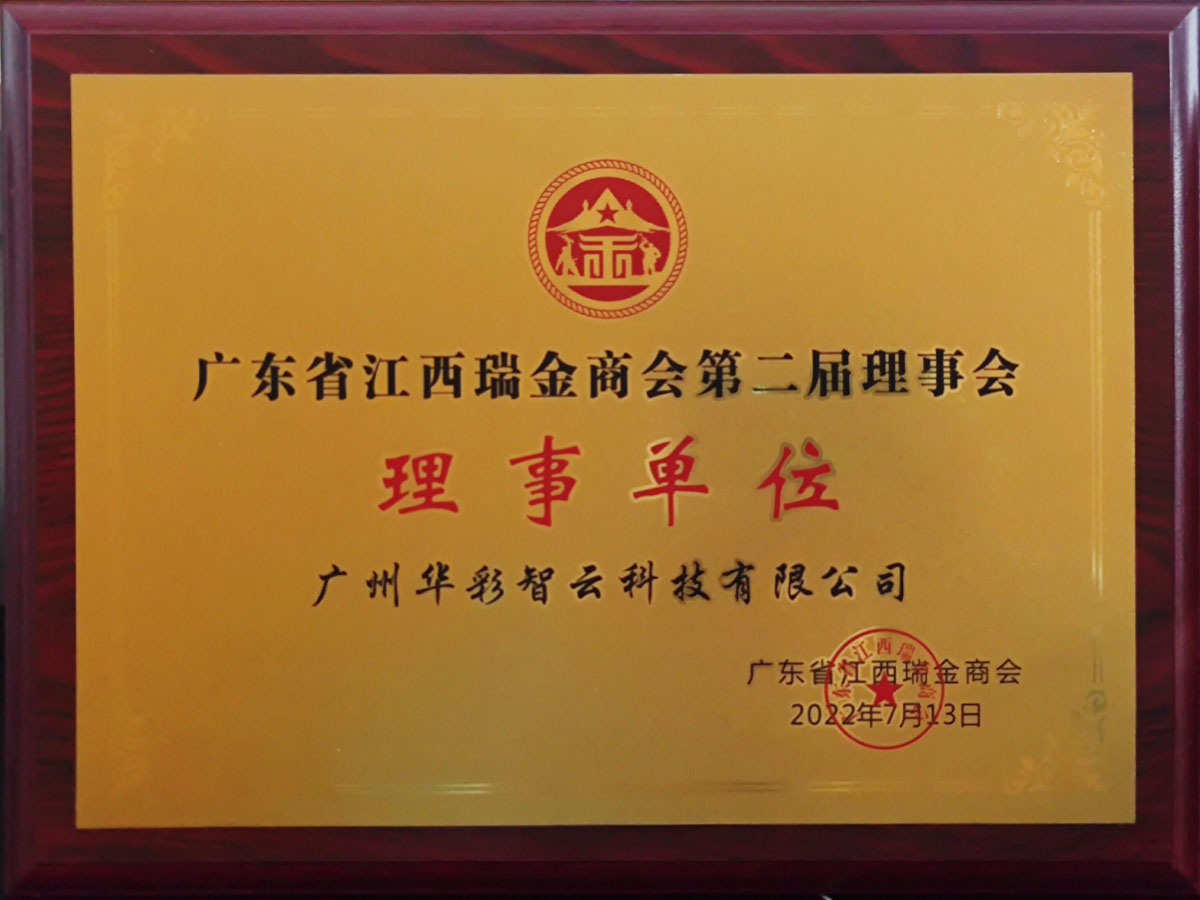 广东省江西瑞金商会第二届理事会
理事单位
广州华彩智云科技有限公司
广东省江西瑞金商会
2022年7月13日